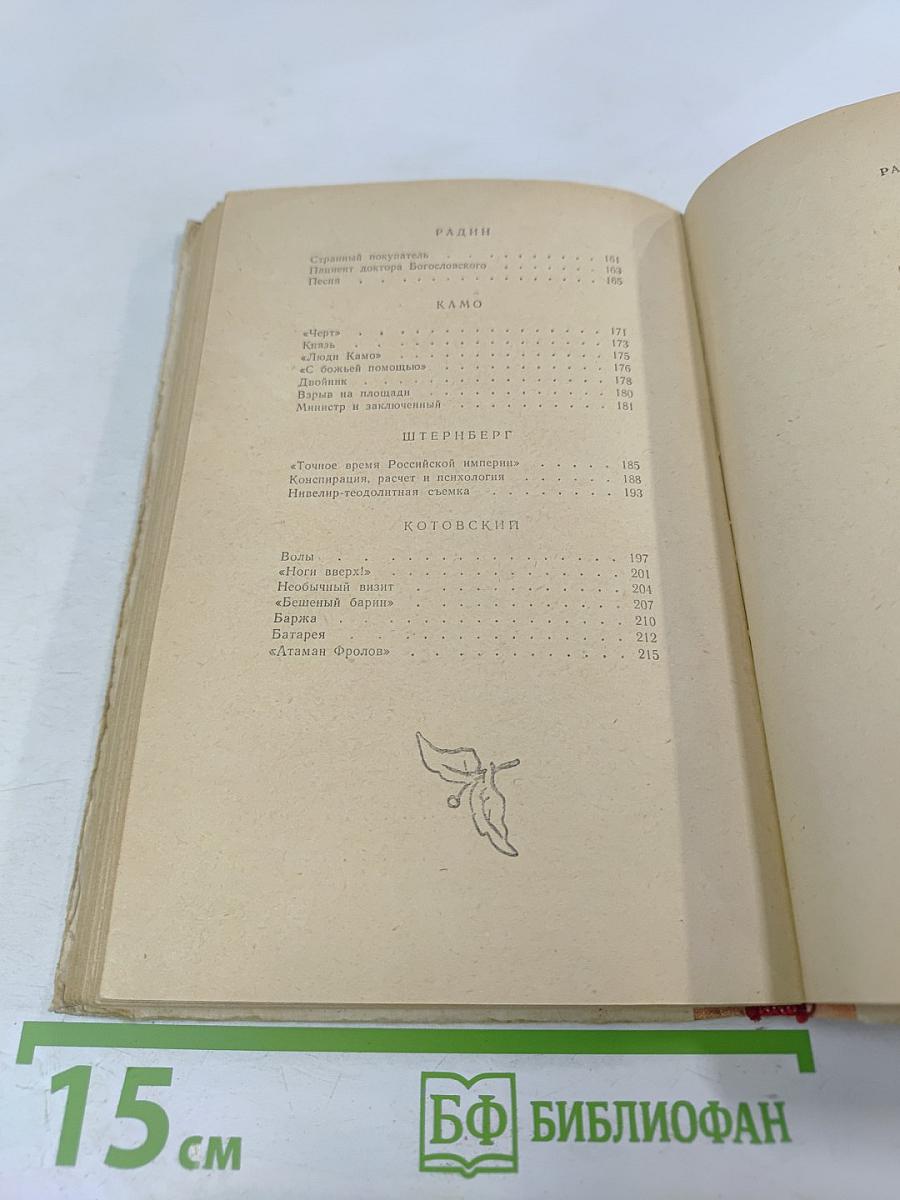 РАДИН
Странный покупатель . . . . . . . . . . 161
Пациент доктора Богословского . . . . . . 163
Песня . . . . . . . . . . . . . . 165
КАМО
«Черт» . . . . . . . . . . . . . 171
Князь . . . . . . . . . . . . . 173
«Люди Камо» . . . . . . . . . . . 175
«С божьей помощью» . . . . . . . . . 176
Двойник . . . . . . . . . . . . . 178
Взрыв на площади . . . . . . . . . . 180
Министр и заключенный . . . . . . . . . 181
ШТЕРНБЕРГ
«Точное время Российской империи» . . . . . 185
Конспирация, расчет и психология . . . . . . 188
Нивелир-теодолитная съемка . . . . . . . . 193
КОТОВСКИЙ
Волы . . . . . . . . . . . . . . 197
«Ноги вверх!» . . . . . . . . . . . . 201
Необычный визит . . . . . . . . . . . 204
«Бешеный барин» . . . . . . . . . . . 207
Баржа . . . . . . . . . . . . . . 210
Батарея . . . . . . . . . . . . . 212
«Атаман Фролов» . . . . . . . . . . . 215
РА
15 см
БФ БИБЛИОФАН